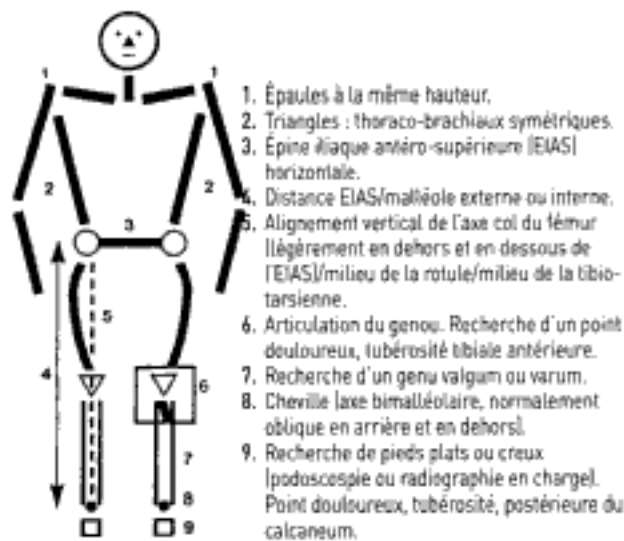 1
1
2
2
3
4
5
6
7
8
9
1. Épaules à la même hauteur.
2. Triangles : thoraco-brachiaux symétriques.
3. Épine iliaque antéro-supérieure (EIAS)
horizontale.
4. Distance EIAS/malléole externe ou interne.
5. Alignement vertical de l'axe col du fémur
(légèrement en dehors et en dessous de
l'EIAS)/milieu de la rotule/milieu de la tibio-
tarsienne.
6. Articulation du genou. Recherche d'un point
douloureux, tubérosité tibiale antérieure.
7. Recherche d'un genu valgum ou varum.
8. Cheville (axe bimalléolaire, normalement
oblique en arrière et en dehors).
9. Recherche de pieds plats ou creux
(podoscopie ou radiographie en charge).
Point douloureux, tubérosité, postérieure du
calcaneum.